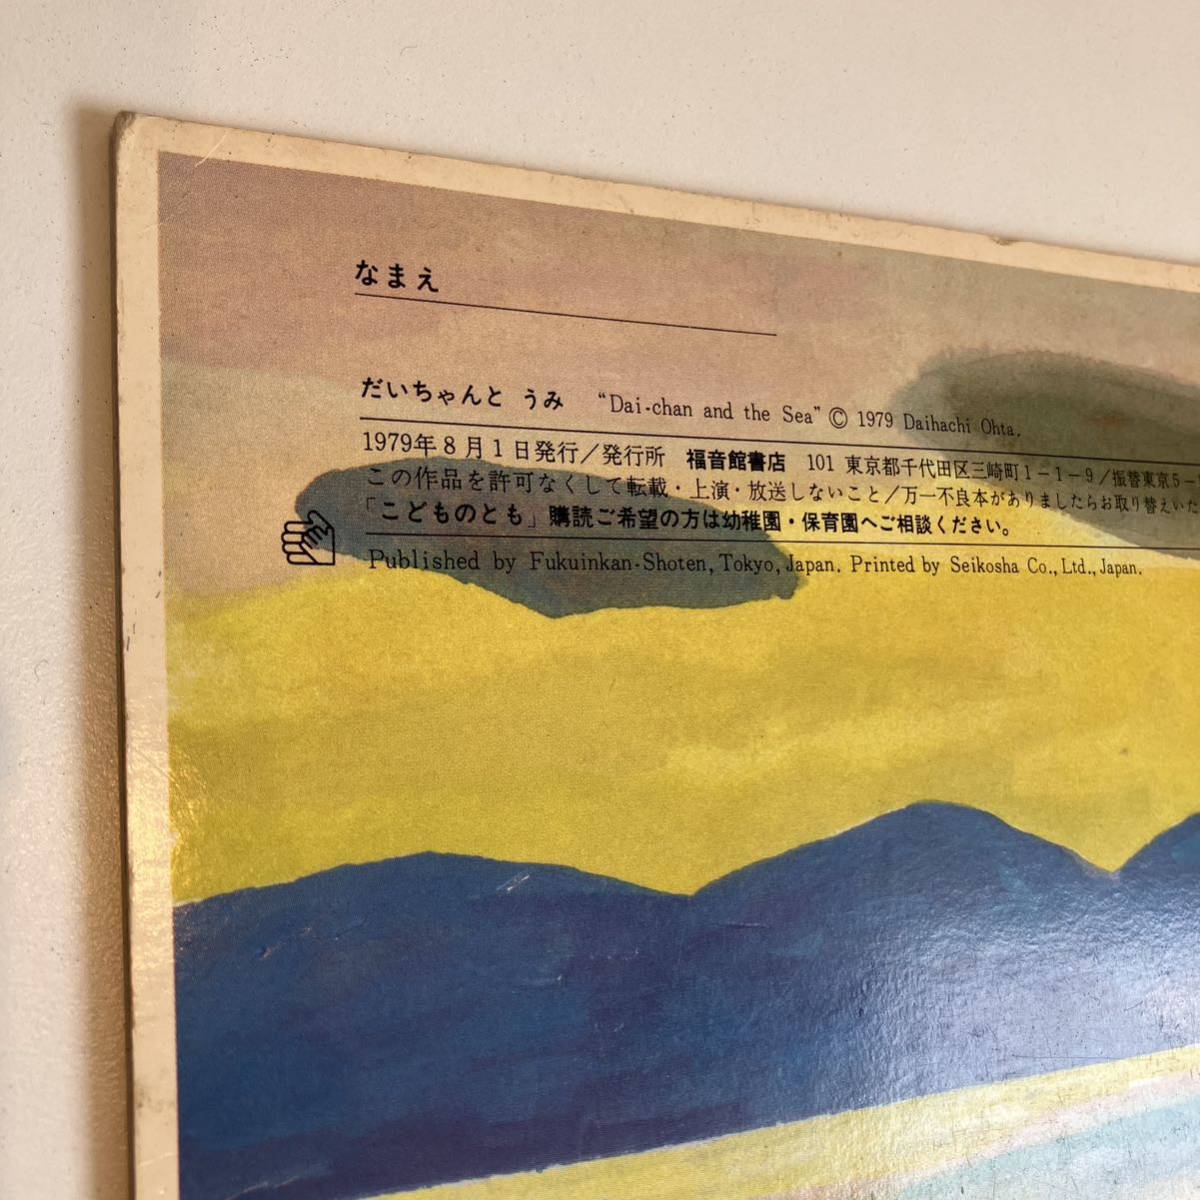 なまえ
だいちゃんと うみ “Dai-chan and the Sea” © 1979 Daihachi Ohta.
1979年8月1日発行／発行所 福音館書店 101 東京都千代田区三崎町1－1－9／振替東京5－
この作品を許可なくして転載・上演・放送しないこと／万一不良本がありましたらお取り替えいた
「こどものとも」購読ご希望の方は幼稚園・保育園へご相談ください。
Published by Fukuinkan-Shoten, Tokyo, Japan. Printed by Seikosha Co., Ltd., Japan.